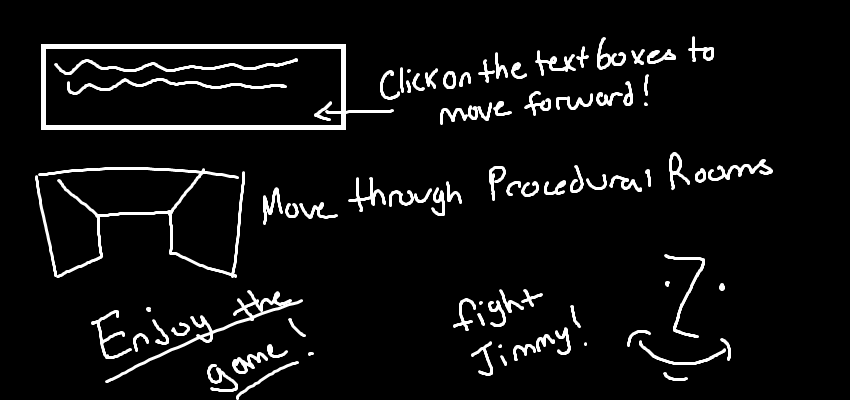 Click on the text boxes to
move forward!
Move through Procedural Rooms
Enjoy the
game!
fight
Jimmy!